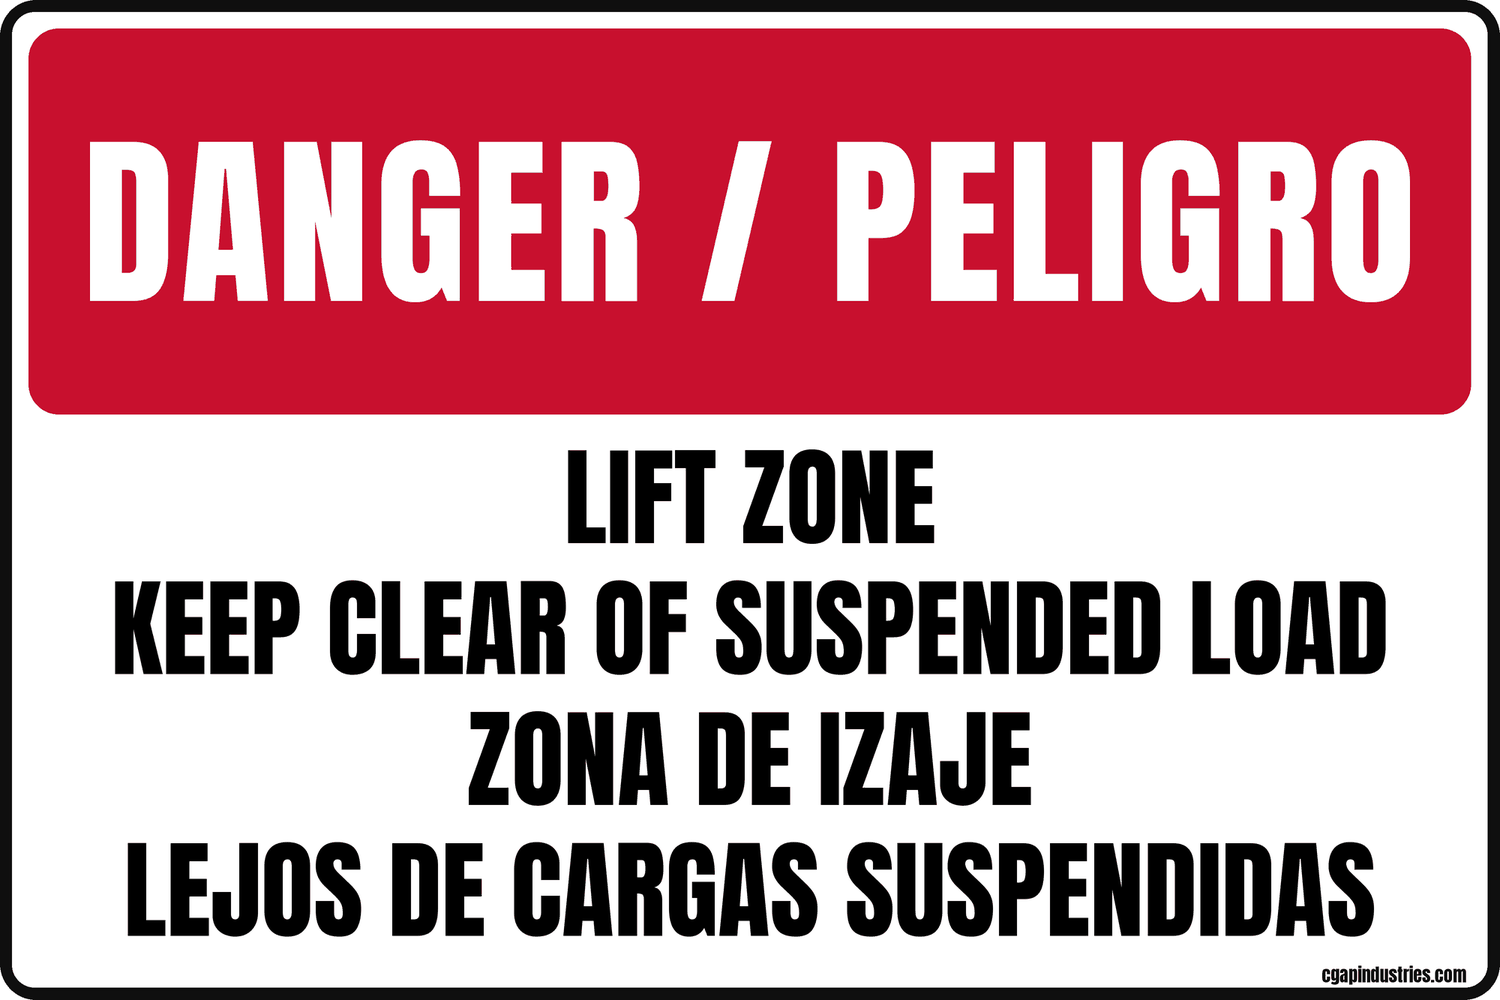 DANGER / PELIGRO
LIFT ZONE
KEEP CLEAR OF SUSPENDED LOAD
ZONA DE IZAJE
LEJOS DE CARGAS SUSPENDIDAS
cgapindustries.com